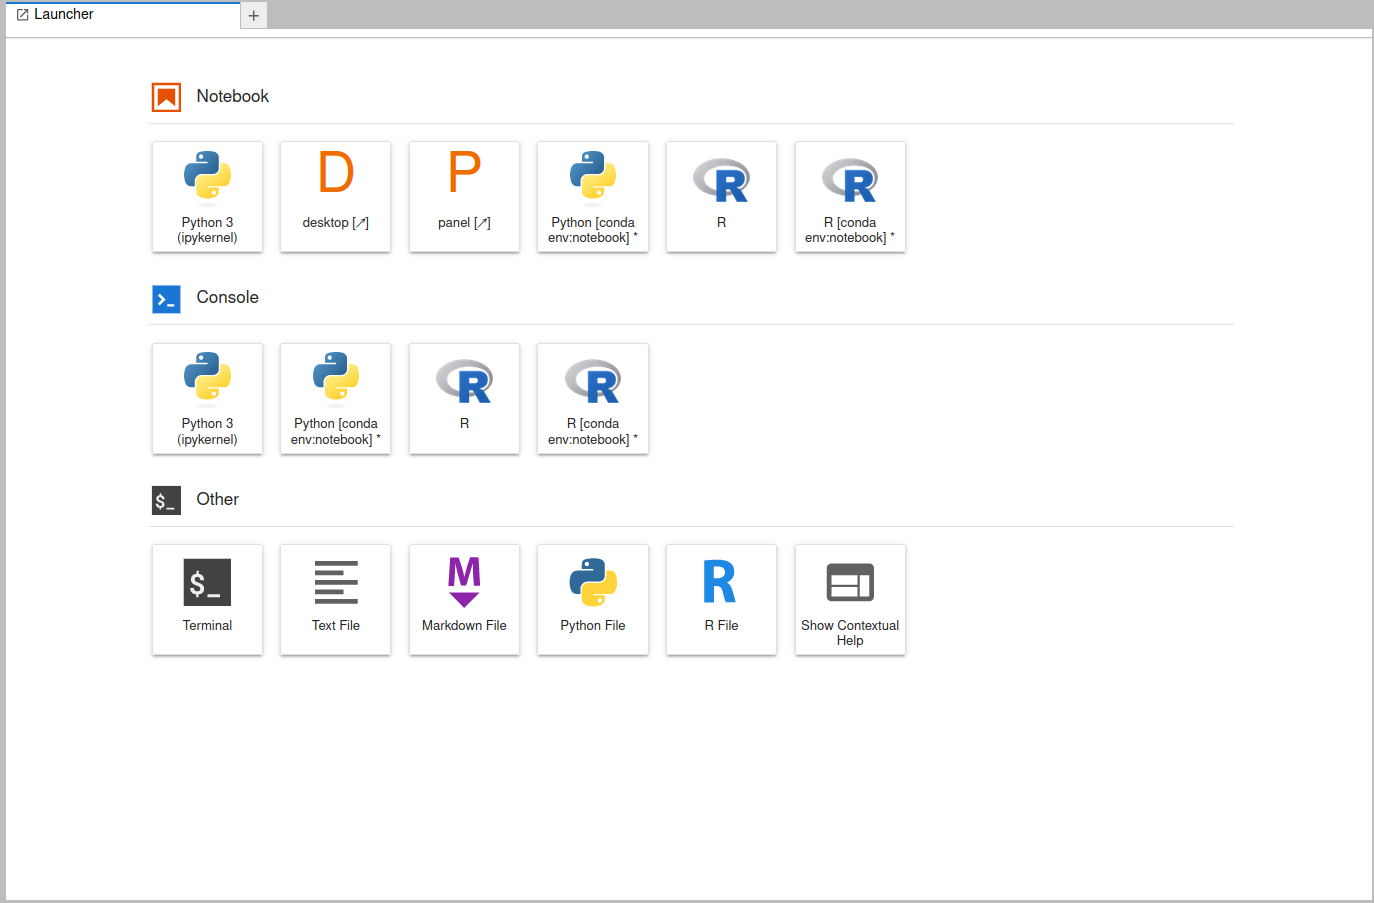 Launcher
+
Notebook
D
P
Python 3
(ipykernel)
desktop [↗]
panel [↗]
Python [conda
env:notebook] *
R
R [conda
env:notebook] *
>_
Console
Python 3
(ipykernel)
Python [conda
env:notebook] *
R
R [conda
env:notebook] *
$_
Other
$_
M
R
Terminal
Text File
Markdown File
Python File
R File
Show Contextual
Help